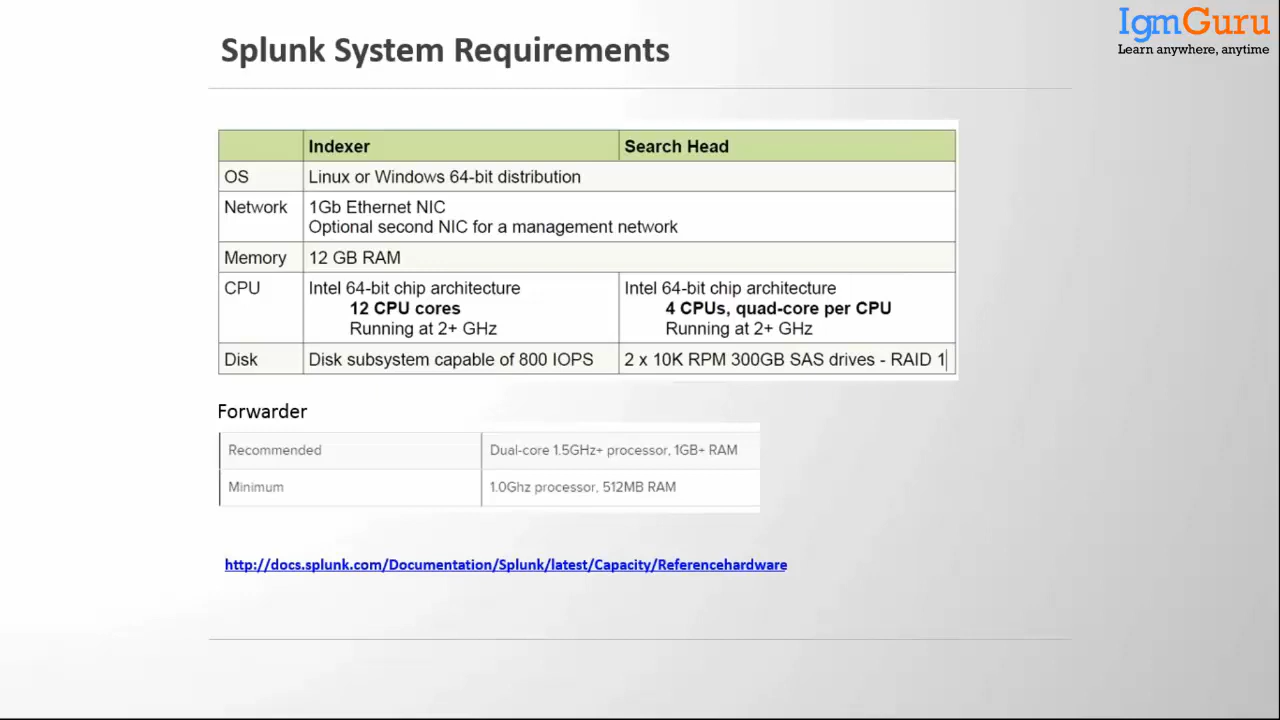 IgmGuru
Learn anywhere, anytime
Splunk System Requirements
Indexer Search Head
OS Linux or Windows 64-bit distribution
Network 1Gb Ethernet NIC
Optional second NIC for a management network
Memory 12 GB RAM
CPU Intel 64-bit chip architecture Intel 64-bit chip architecture
12 CPU cores 4 CPUs, quad-core per CPU
Running at 2+ GHz Running at 2+ GHz
Disk Disk subsystem capable of 800 IOPS 2 x 10K RPM 300GB SAS drives - RAID 1
Forwarder
Recommended Dual-core 1.5GHz+ processor, 1GB+ RAM
Minimum 1.0Ghz processor, 512MB RAM
http://docs.splunk.com/Documentation/Splunk/latest/Capacity/Referencehardware